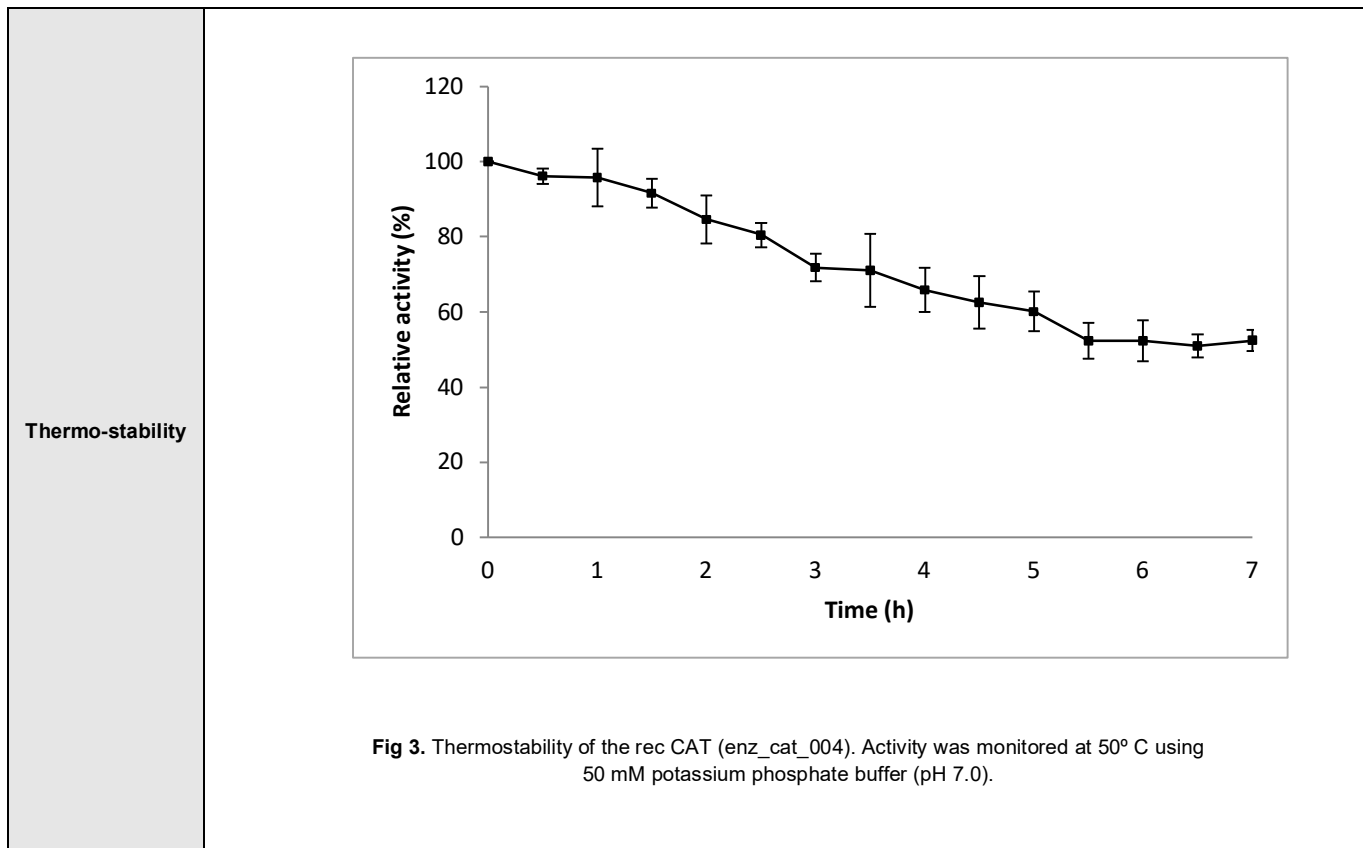 120
100
80
60
40
20
0
Relative activity (%)
0 1 2 3 4 5 6 7
Time (h)
Thermo-stability
Fig 3. Thermostability of the rec CAT (enz_cat_004). Activity was monitored at 50º C using
50 mM potassium phosphate buffer (pH 7.0).